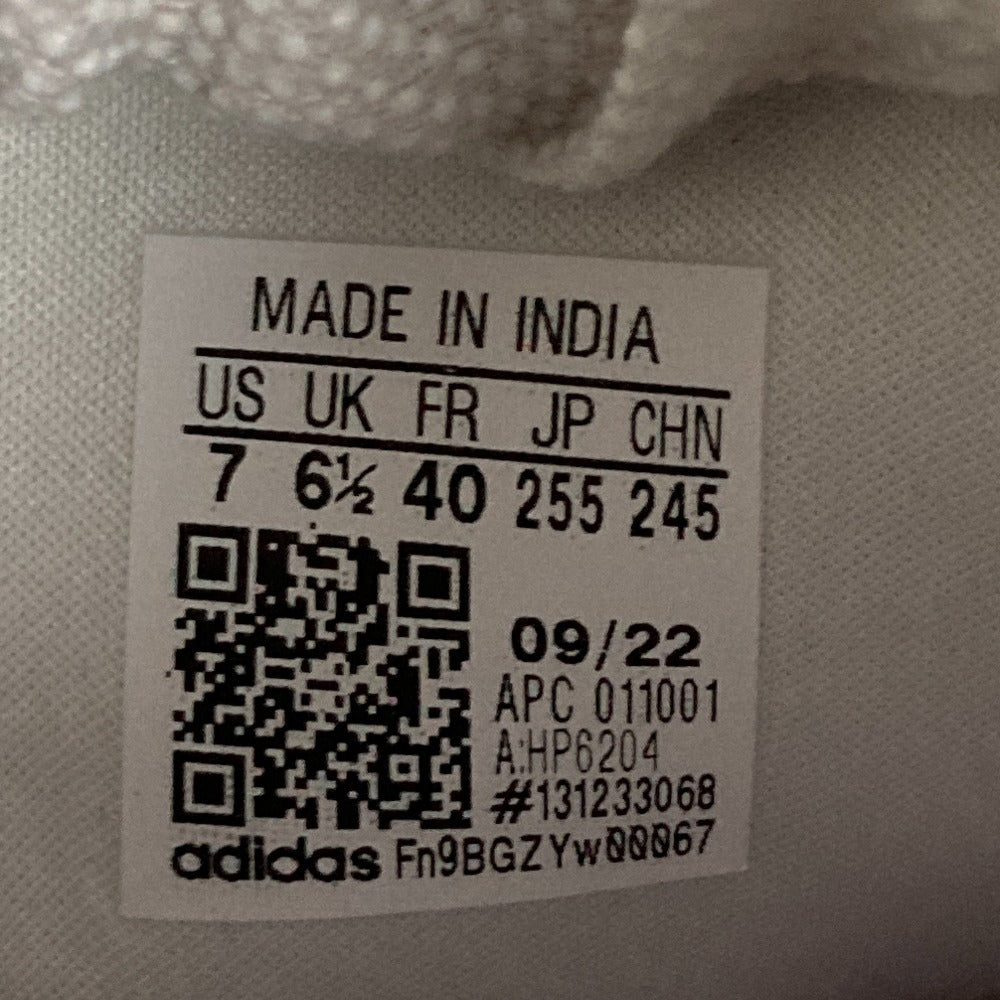 MADE IN INDIA
US UK FR JP CHN
7 6½ 40 255 245
09/22
APC 011001
A:HP6204
#131233068
adidas Fn9BGZYw00067